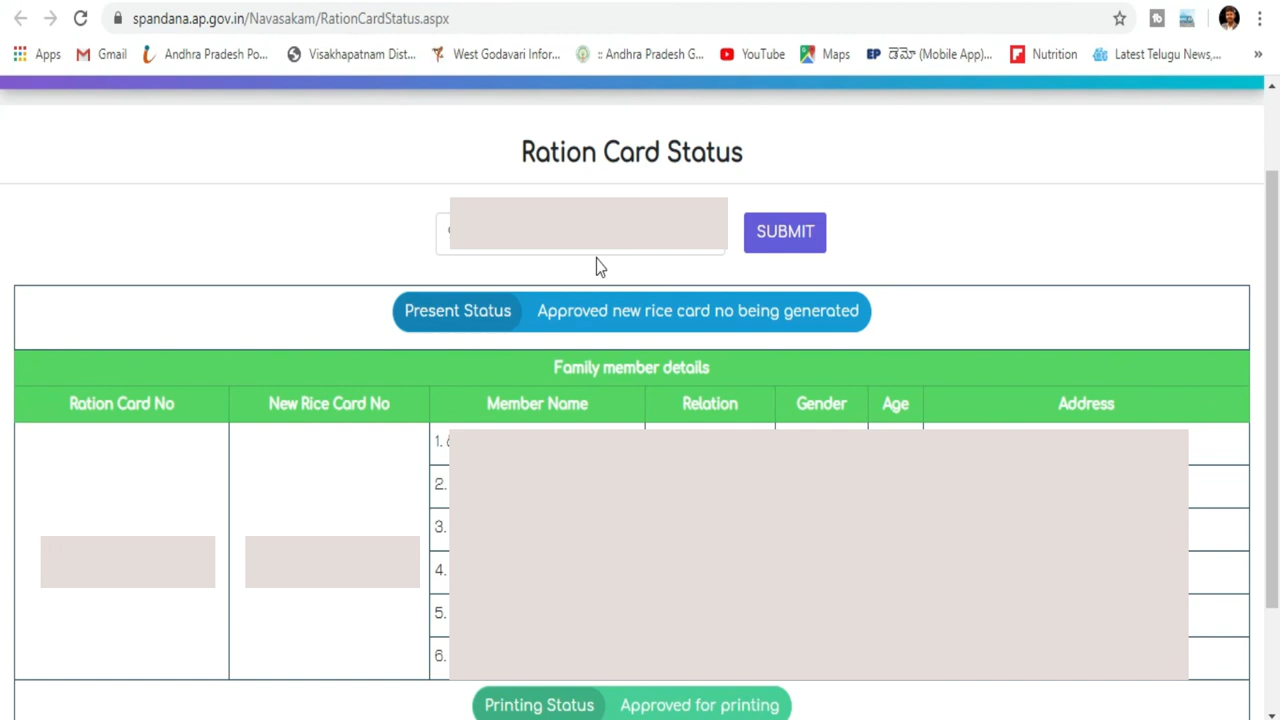 spandana.ap.gov.in/Navasakam/RationCardStatus.aspx
Apps Gmail Andhra Pradesh Po... Visakhapatnam Dist... West Godavari Infor... :: Andhra Pradesh G... YouTube Maps EP డెమో (Mobile App)... Nutrition Latest Telugu News,... »
Ration Card Status
SUBMIT
Present Status Approved new rice card no being generated
Family member details
Ration Card No New Rice Card No Member Name Relation Gender Age Address
1.
2.
3.
4.
5.
6.
Printing Status Approved for printing